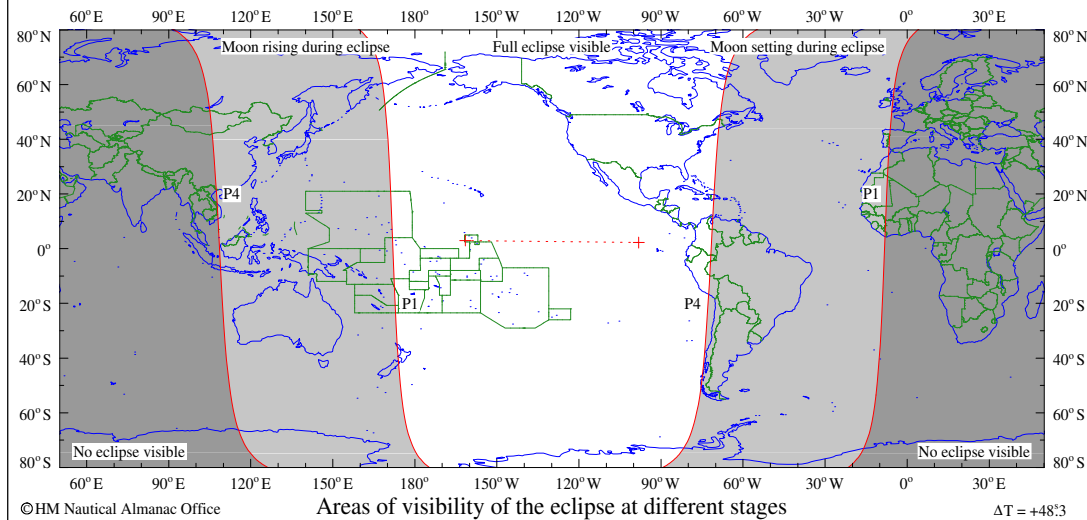 60°E 90°E 120°E 150°E 180° 150°W 120°W 90°W 60°W 30°W 0° 30°E
80°N Moon rising during eclipse Full eclipse visible Moon setting during eclipse 80°N
60°N 60°N
40°N 40°N
20°N P4 P1 20°N
0° 0°
20°S P1 P4 20°S
40°S 40°S
60°S 60°S
No eclipse visible No eclipse visible
80°S 80°S
60°E 90°E 120°E 150°E 180° 150°W 120°W 90°W 60°W 30°W 0° 30°E
©HM Nautical Almanac Office Areas of visibility of the eclipse at different stages ΔT = +48ˢ.3